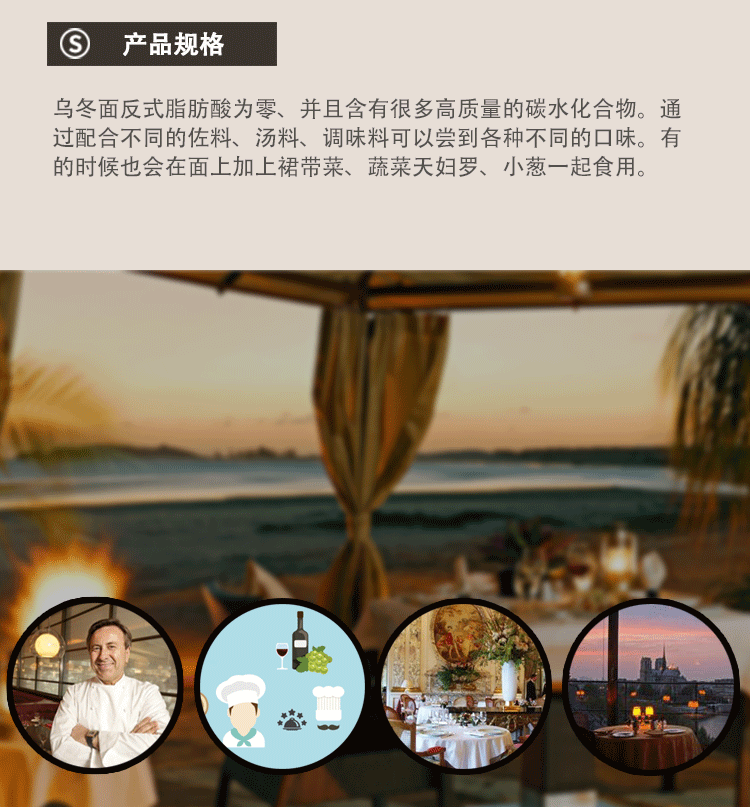 S 产品规格
乌冬面反式脂肪酸为零、并且含有很多高质量的碳水化合物。通
过配合不同的佐料、汤料、调味料可以尝到各种不同的口味。有
的时候也会在面上加上裙带菜、蔬菜天妇罗、小葱一起食用。